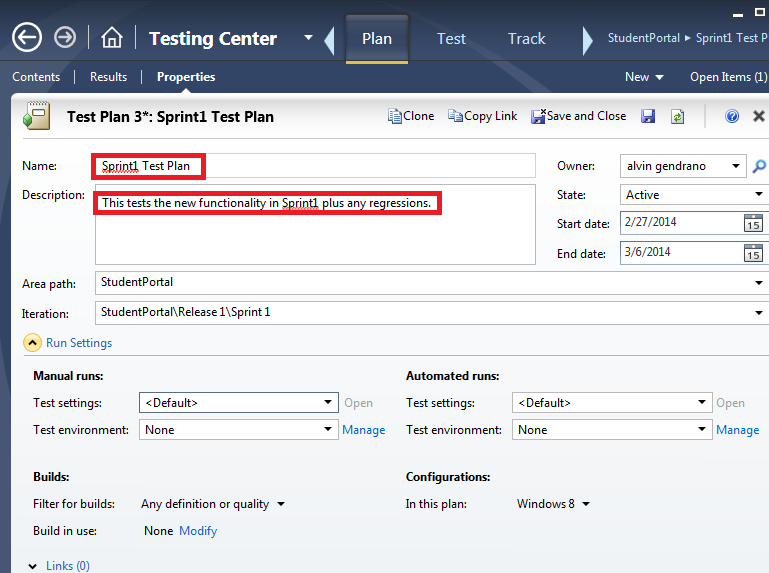 Testing Center Plan Test Track StudentPortal ▸ Sprint1 Test P
Contents Results Properties New Open Items (1)
Test Plan 3*: Sprint1 Test Plan Clone Copy Link Save and Close
Name: Sprint1 Test Plan Owner: alvin gendrano
Description: This tests the new functionality in Sprint1 plus any regressions. State: Active
Start date: 2/27/2014 15
End date: 3/6/2014 15
Area path: StudentPortal
Iteration: StudentPortal\Release 1\Sprint 1
Run Settings
Manual runs: Automated runs:
Test settings: <Default> Open Test settings: <Default> Open
Test environment: None Manage Test environment: None Manage
Builds: Configurations:
Filter for builds: Any definition or quality In this plan: Windows 8
Build in use: None Modify
Links (0)